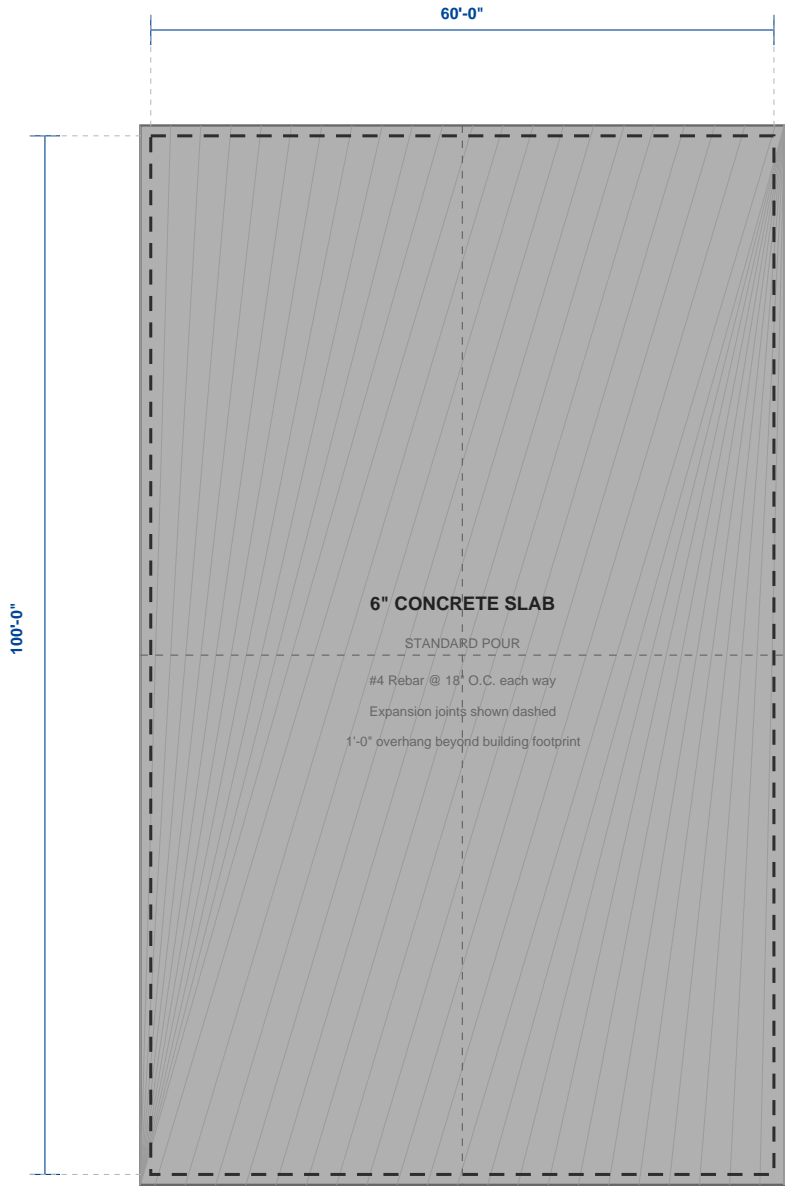 60'-0"
100'-0"
6" CONCRETE SLAB
STANDARD POUR
#4 Rebar @ 18" O.C. each way
Expansion joints shown dashed
1'-0" overhang beyond building footprint